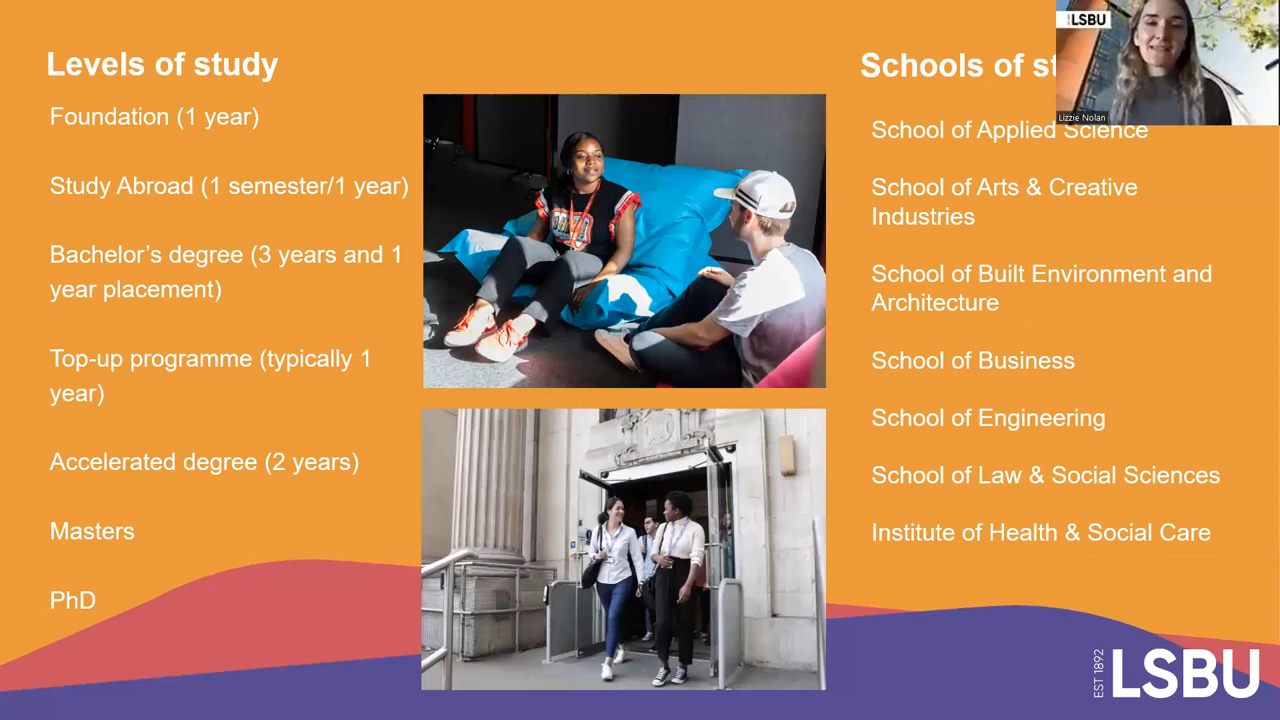 Levels of study
Foundation (1 year)
Study Abroad (1 semester/1 year)
Bachelor’s degree (3 years and 1
year placement)
Top-up programme (typically 1
year)
Accelerated degree (2 years)
Masters
PhD
Schools of st
School of Applied Science
School of Arts & Creative
Industries
School of Built Environment and
Architecture
School of Business
School of Engineering
School of Law & Social Sciences
Institute of Health & Social Care
LSBU
Lizzie Nolan
EST 1892
LSBU